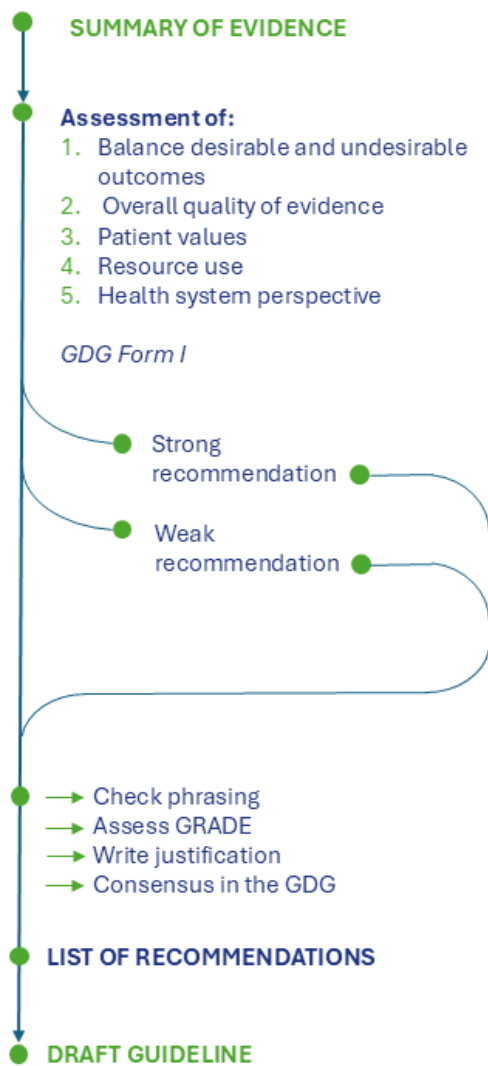 SUMMARY OF EVIDENCE
Assessment of:
1. Balance desirable and undesirable
outcomes
2. Overall quality of evidence
3. Patient values
4. Resource use
5. Health system perspective
GDG Form I
Strong
recommendation
Weak
recommendation
Check phrasing
Assess GRADE
Write justification
Consensus in the GDG
LIST OF RECOMMENDATIONS
DRAFT GUIDELINE